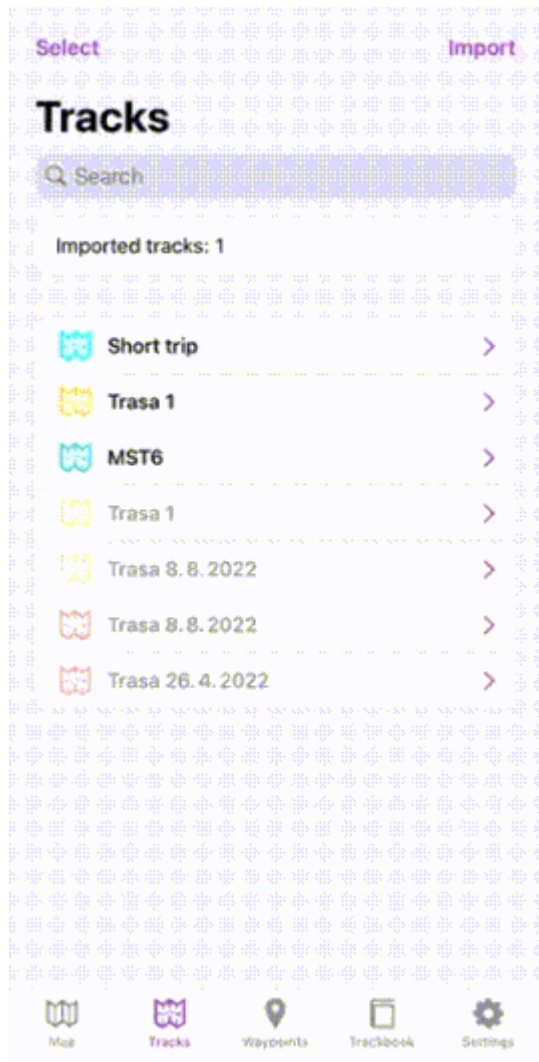 Select
Import
Tracks
Search
Imported tracks: 1
Short trip
Trasa 1
MST6
Trasa 1
Trasa 8. 8. 2022
Trasa 8. 8. 2022
Trasa 26. 4. 2022
Map
Tracks
Waypoints
Trackbook
Settings